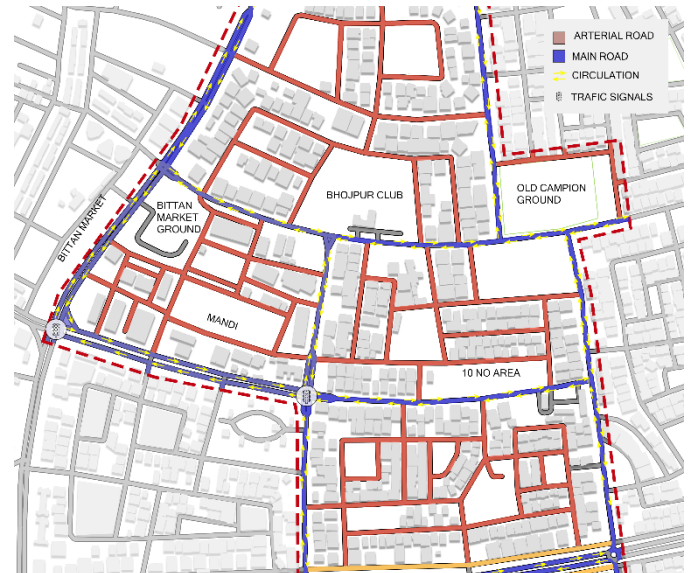 ARTERIAL ROAD
MAIN ROAD
CIRCULATION
TRAFIC SIGNALS
OLD CAMPION
GROUND
BHOJPUR CLUB
BITTAN
MARKET
GROUND
BITTAN MARKET
MANDI
10 NO AREA